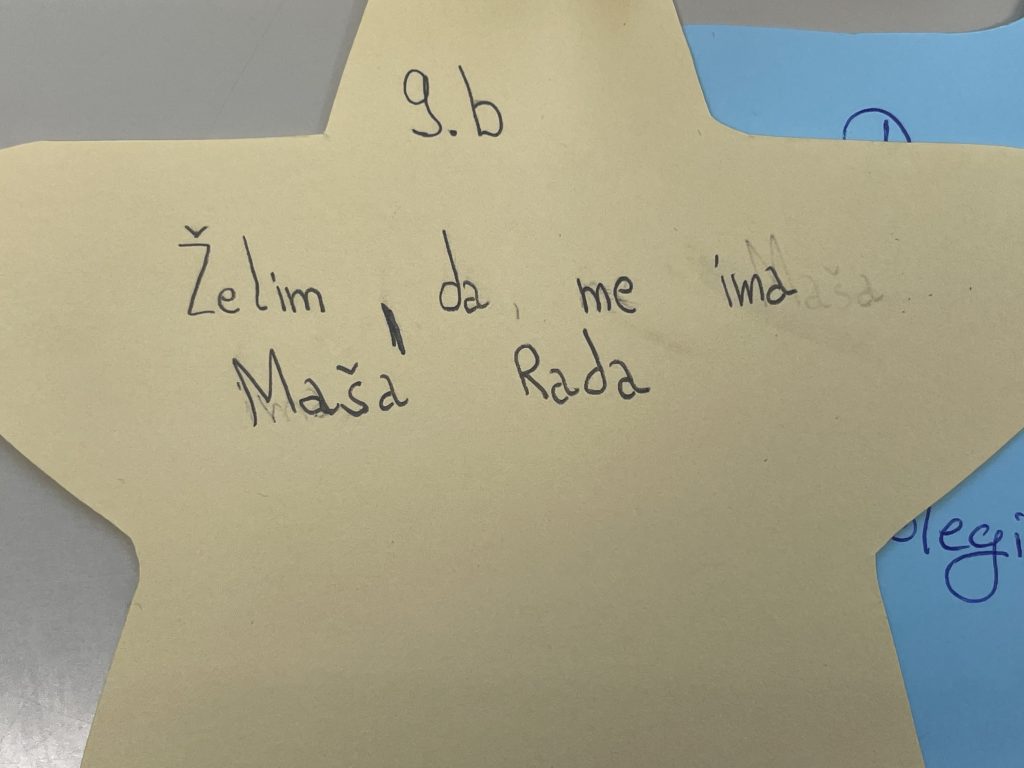 9.b
Želim, da me ima
Maša Rada